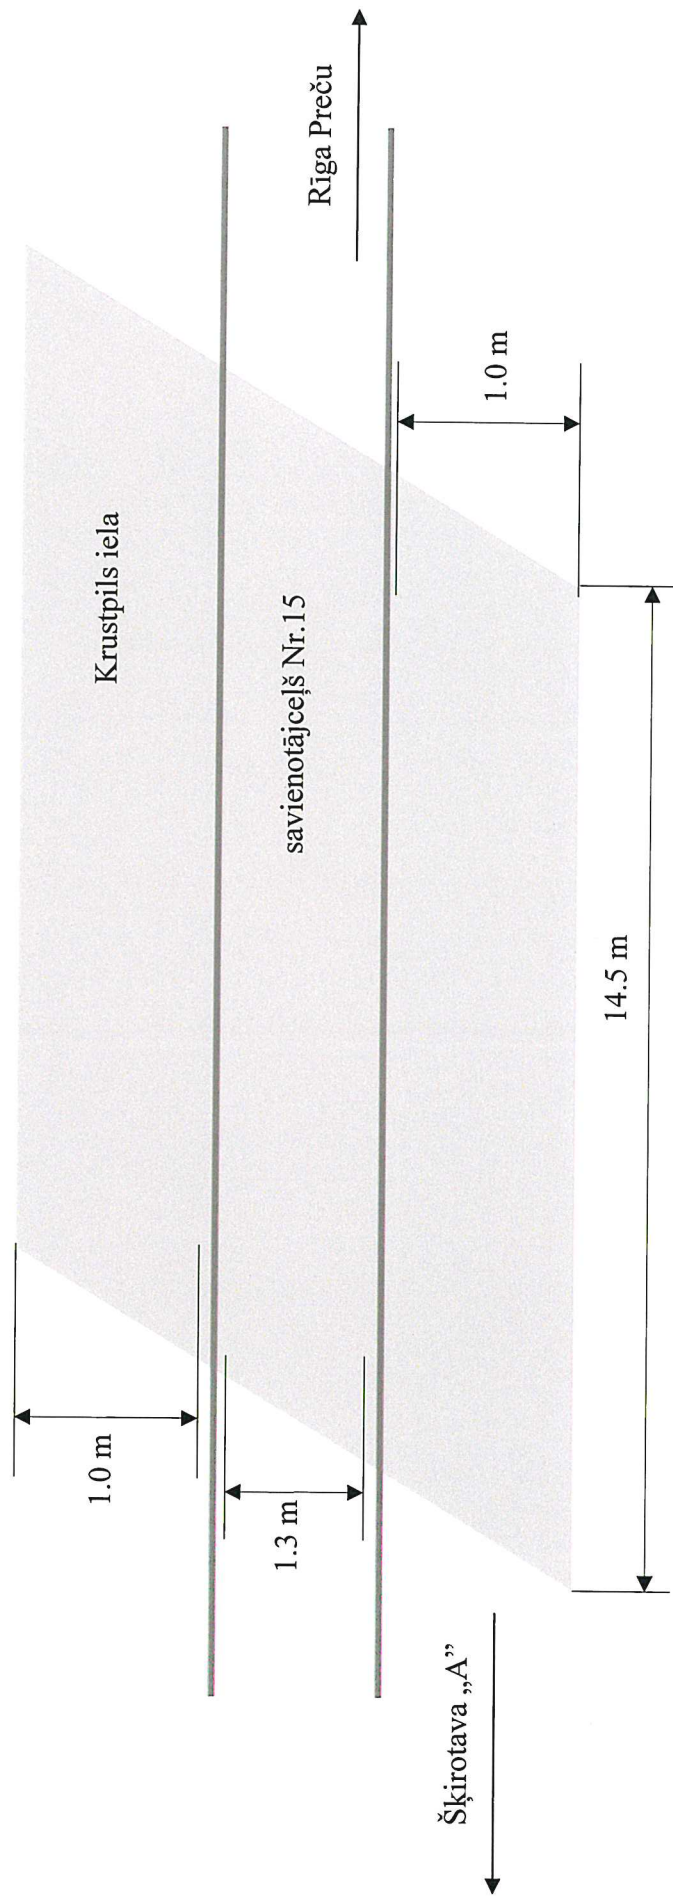 Rīga Preču
Krustpils iela
1.0 m
savienotājceļš Nr.15
1.0 m
1.3 m
14.5 m
Šķirotava „A”